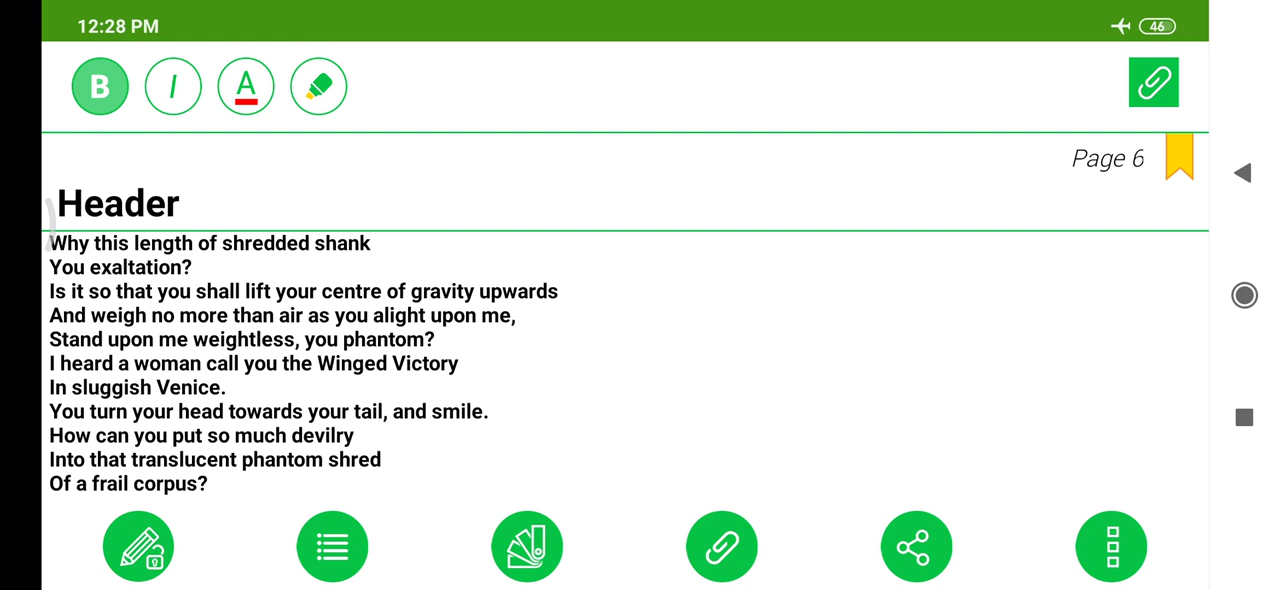 12:28 PM
46
B I A
Page 6
Header
Why this length of shredded shank
You exaltation?
Is it so that you shall lift your centre of gravity upwards
And weigh no more than air as you alight upon me,
Stand upon me weightless, you phantom?
I heard a woman call you the Winged Victory
In sluggish Venice.
You turn your head towards your tail, and smile.
How can you put so much devilry
Into that translucent phantom shred
Of a frail corpus?